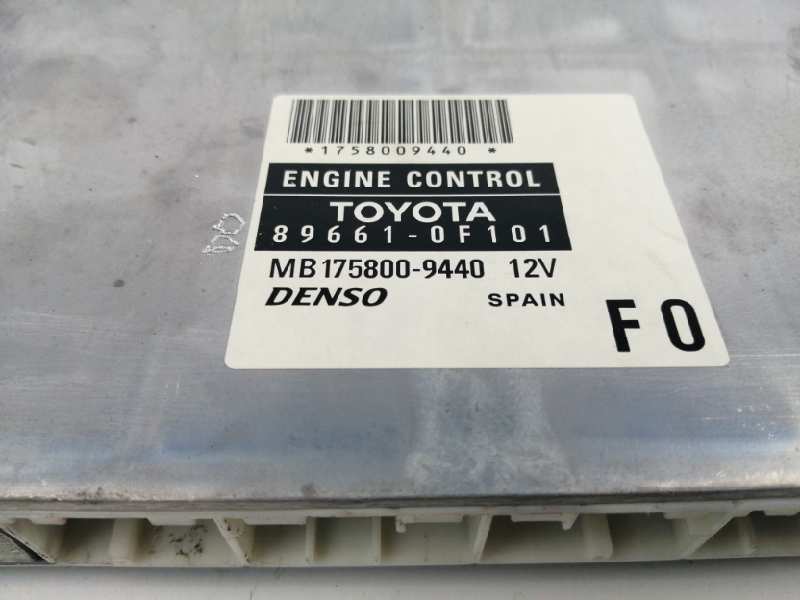 *1758009440*
ENGINE CONTROL
TOYOTA
89661-0F101
MB175800-9440 12V
DENSO SPAIN
F0